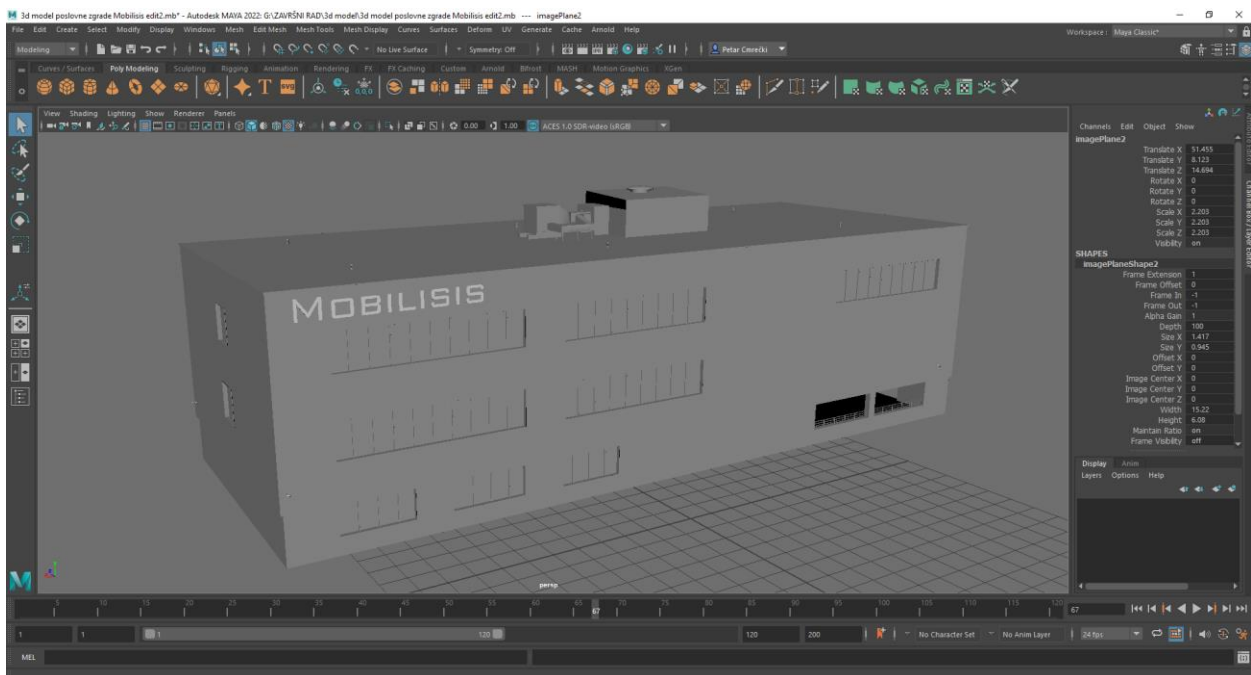 3d model poslovne zgrade Mobilisis edit2.mb* - Autodesk MAYA 2022: G:\ZAVRŠNI RAD\3d model\3d model poslovne zgrade Mobilisis edit2.mb --- imagePlane2
File Edit Create Select Modify Display Windows Mesh Edit Mesh Mesh Tools Mesh Display Curves Surfaces Deform UV Generate Cache Arnold Help
Workspace: Maya Classic*
Modeling No Live Surface Symmetry: Off Petar Cmrečki
Curves / Surfaces Poly Modeling Sculpting Rigging Animation Rendering FX FX Caching Custom Arnold Bifrost MASH Motion Graphics XGen
View Shading Lighting Show Renderer Panels
0.00 1.00 ACES 1.0 SDR-video (sRGB)
Channels Edit Object Show
imagePlane2
Translate X 51.455
Translate Y 8.123
Translate Z 14.694
Rotate X 0
Rotate Y 0
Rotate Z 0
Scale X 2.203
Scale Y 2.203
Scale Z 2.203
Visibility on
SHAPES
imagePlaneShape2
Frame Extension 1
Frame Offset 0
Frame In -1
Frame Out -1
Alpha Gain 1
Depth 100
Size X 1.417
Size Y 0.945
Offset X 0
Offset Y 0
Image Center X 0
Image Center Y 0
Image Center Z 0
Width 15.22
Height 6.08
Maintain Ratio on
Frame Visibility off
Channel Box / Layer Editor
Display Anim
Layers Options Help
MOBILISIS
persp
5 10 15 20 25 30 35 40 45 50 55 60 65 67 70 75 80 85 90 95 100 105 110 115 120 67
1 1 1 120 120 200 No Character Set No Anim Layer 24 fps
MEL